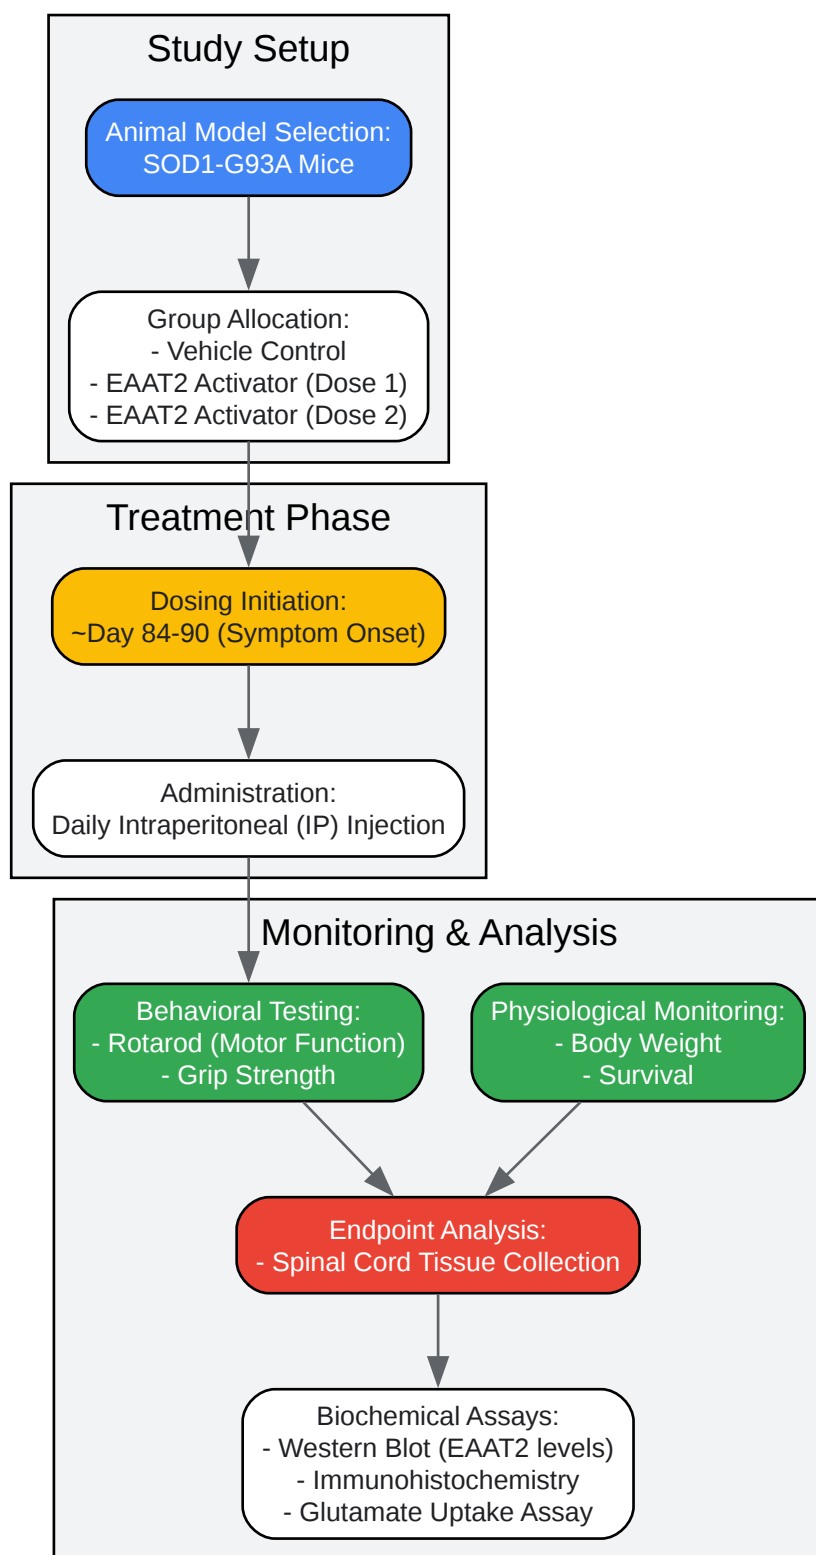 Study Setup
Animal Model Selection:
SOD1-G93A Mice
Group Allocation:
- Vehicle Control
- EAAT2 Activator (Dose 1)
- EAAT2 Activator (Dose 2)
Treatment Phase
Dosing Initiation:
~Day 84-90 (Symptom Onset)
Administration:
Daily Intraperitoneal (IP) Injection
Monitoring & Analysis
Behavioral Testing:
- Rotarod (Motor Function)
- Grip Strength
Physiological Monitoring:
- Body Weight
- Survival
Endpoint Analysis:
- Spinal Cord Tissue Collection
Biochemical Assays:
- Western Blot (EAAT2 levels)
- Immunohistochemistry
- Glutamate Uptake Assay